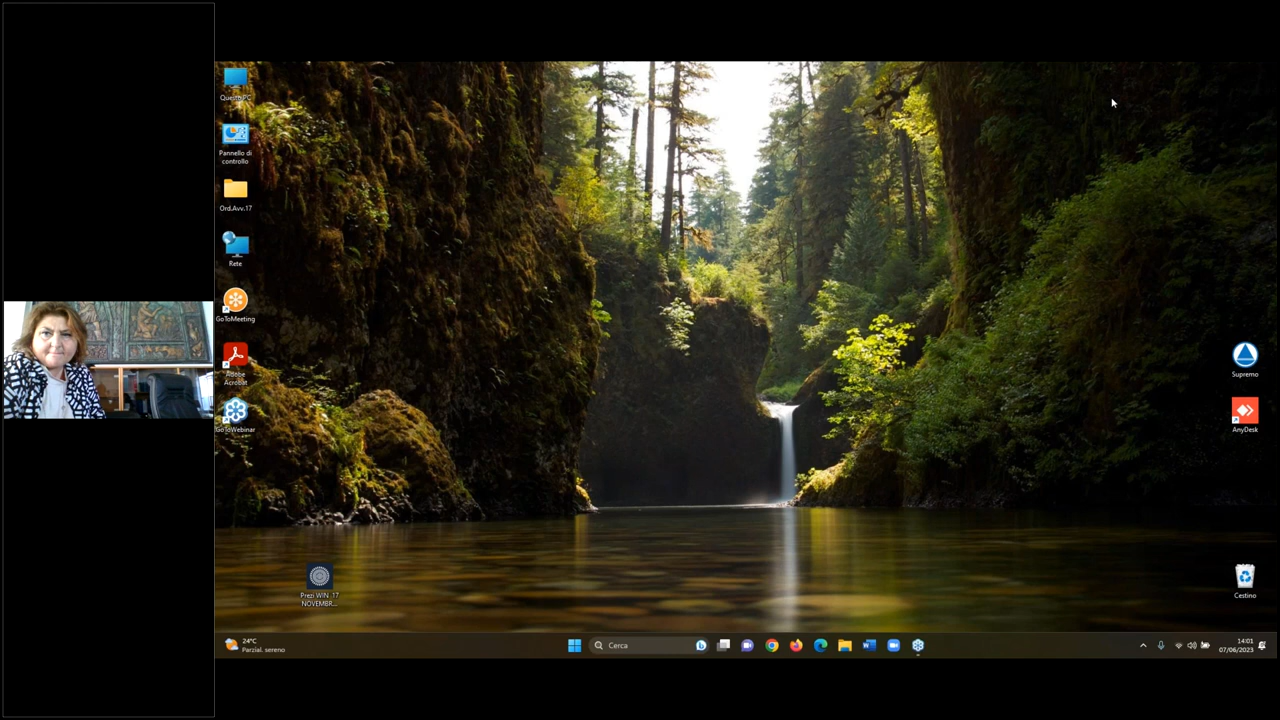 Questo PC
Pannello di
controllo
Ord.Avv.17
Rete
GoToMeeting
Adobe
Acrobat
GoToWebinar
Supremo
AnyDesk
Prezi WIN .17
NOVEMBR...
Cestino
24°C
Parzial. sereno
Cerca
14:01
07/06/2023